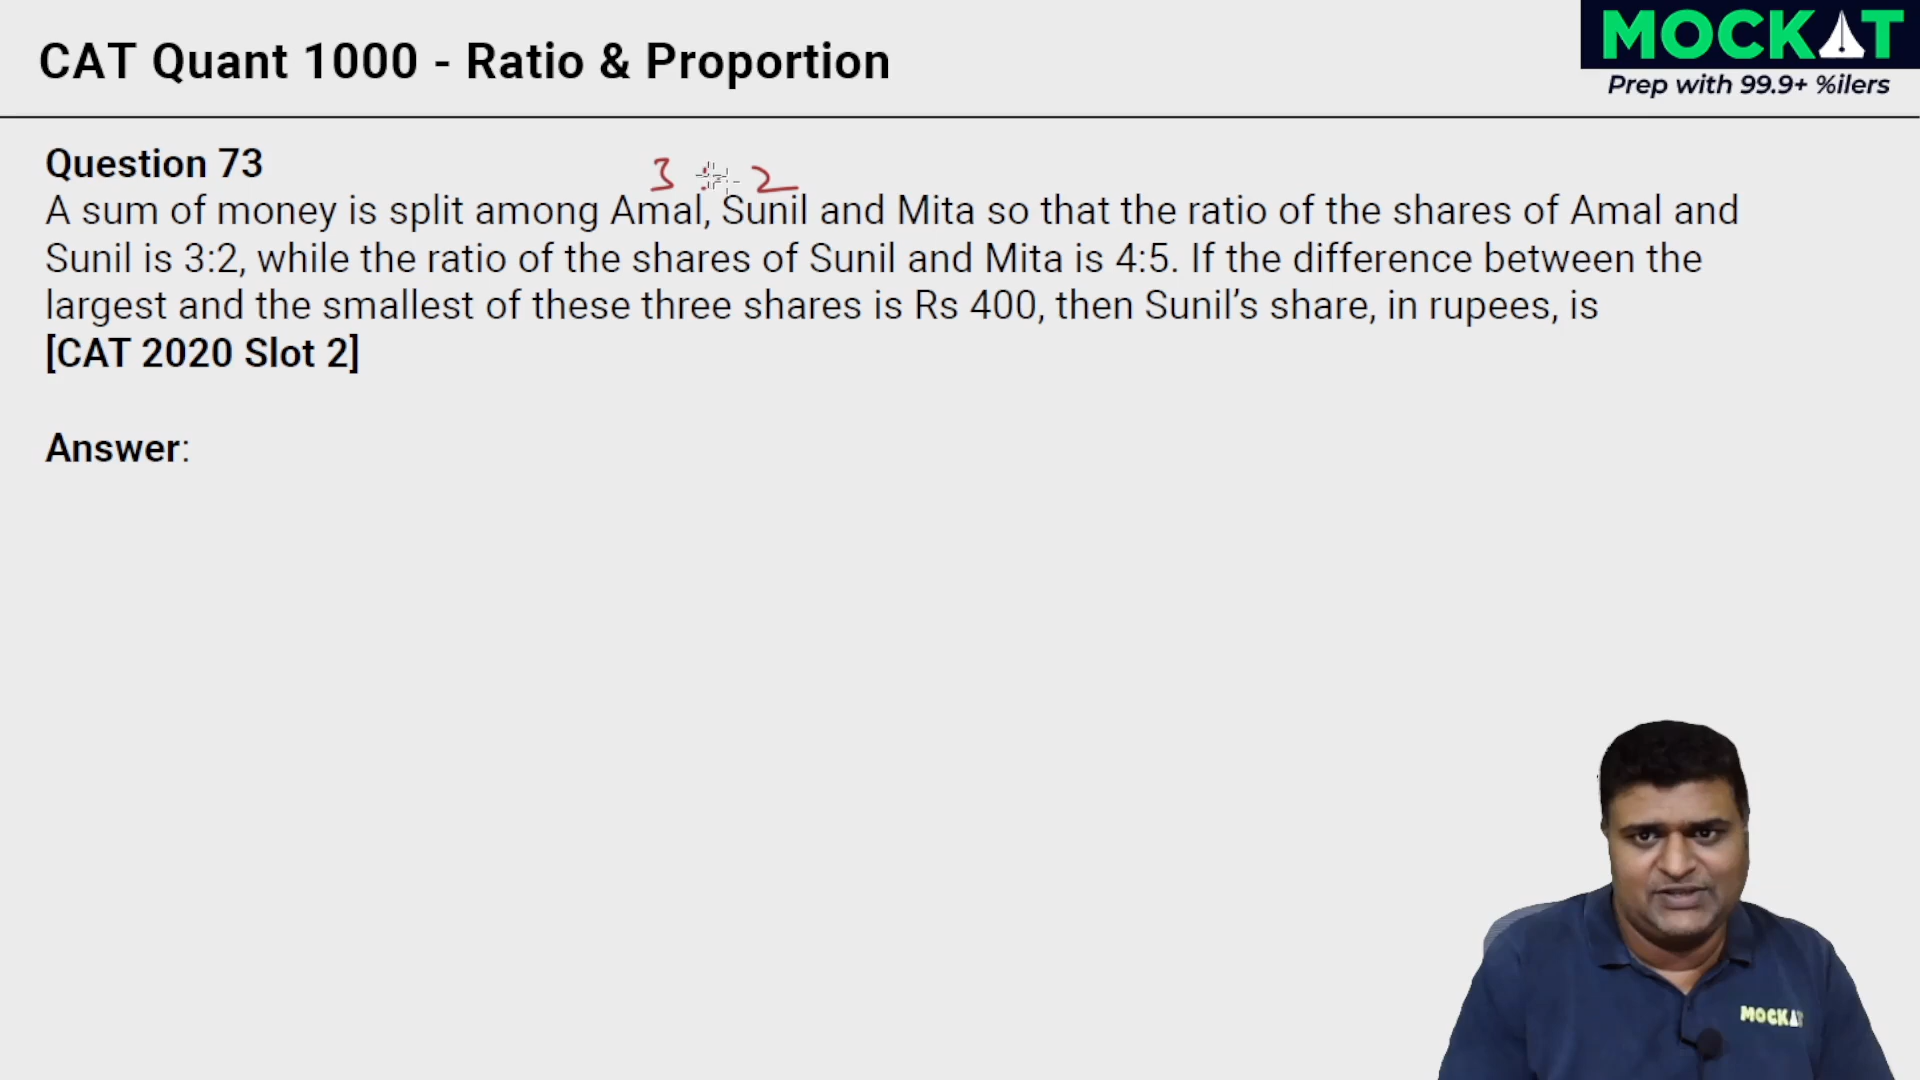 CAT Quant 1000 - Ratio & Proportion
MOCKAT
Prep with 99.9+ %ilers
Question 73
3 : 2
A sum of money is split among Amal, Sunil and Mita so that the ratio of the shares of Amal and
Sunil is 3:2, while the ratio of the shares of Sunil and Mita is 4:5. If the difference between the
largest and the smallest of these three shares is Rs 400, then Sunil’s share, in rupees, is
[CAT 2020 Slot 2]
Answer:
MOCKAT